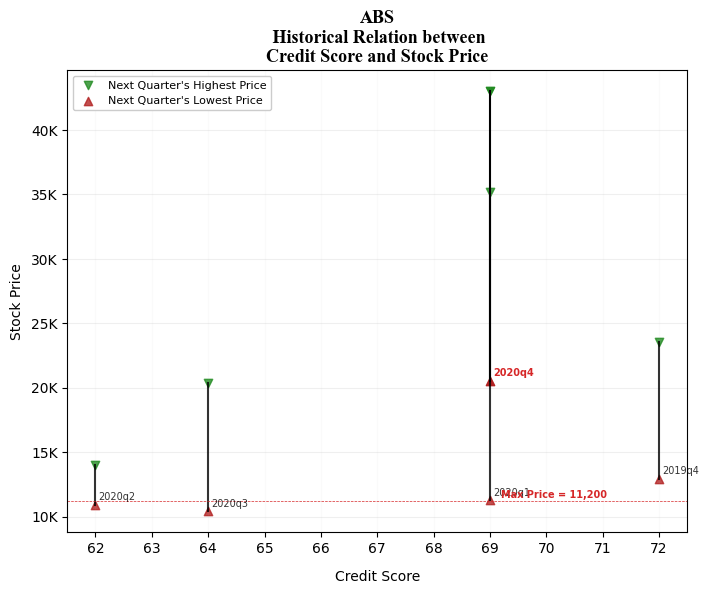 ABS
Historical Relation between
Credit Score and Stock Price
Next Quarter's Highest Price
Next Quarter's Lowest Price
Stock Price
40K
35K
30K
25K
20K
15K
10K
2020q4
2019q4
2020q2
2020q3
2020q1
Max Price = 11,200
62 63 64 65 66 67 68 69 70 71 72
Credit Score